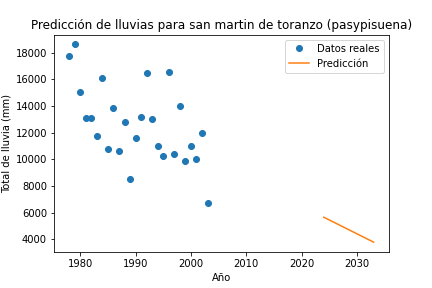 Predicción de lluvias para san martin de toranzo (pasypisuena)
Datos reales
Predicción
Total de lluvia (mm)
18000
16000
14000
12000
10000
8000
6000
4000
1980 1990 2000 2010 2020 2030
Año